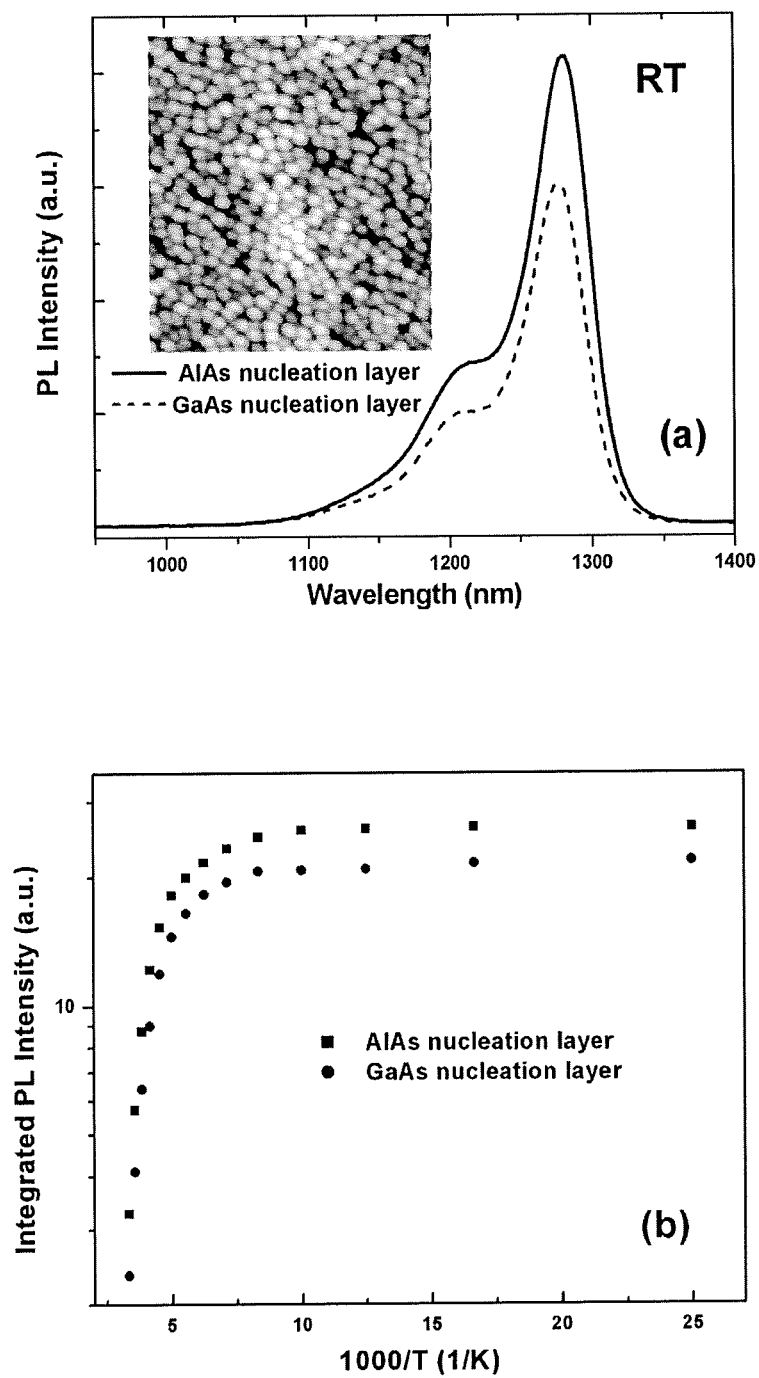 RT
PL Intensity (a.u.)
AlAs nucleation layer
GaAs nucleation layer
(a)
1000 1100 1200 1300 1400
Wavelength (nm)
Integrated PL Intensity (a.u.)
10
AlAs nucleation layer
GaAs nucleation layer
(b)
5 10 15 20 25
1000/T (1/K)